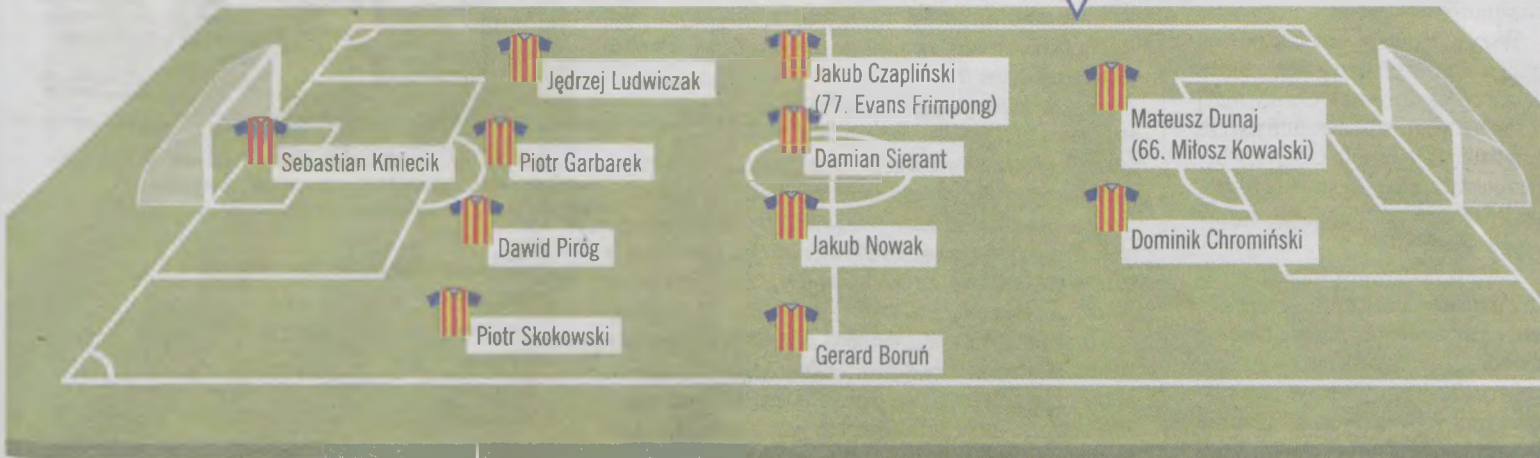 Jędrzej Ludwiczak
Jakub Czapliński
(77. Evans Frimpong)
Mateusz Dunaj
(66. Miłosz Kowalski)
Sebastian Kmiecik
Piotr Garbarek
Damian Sierant
Dawid Piróg
Jakub Nowak
Dominik Chromiński
Piotr Skokowski
Gerard Boruń